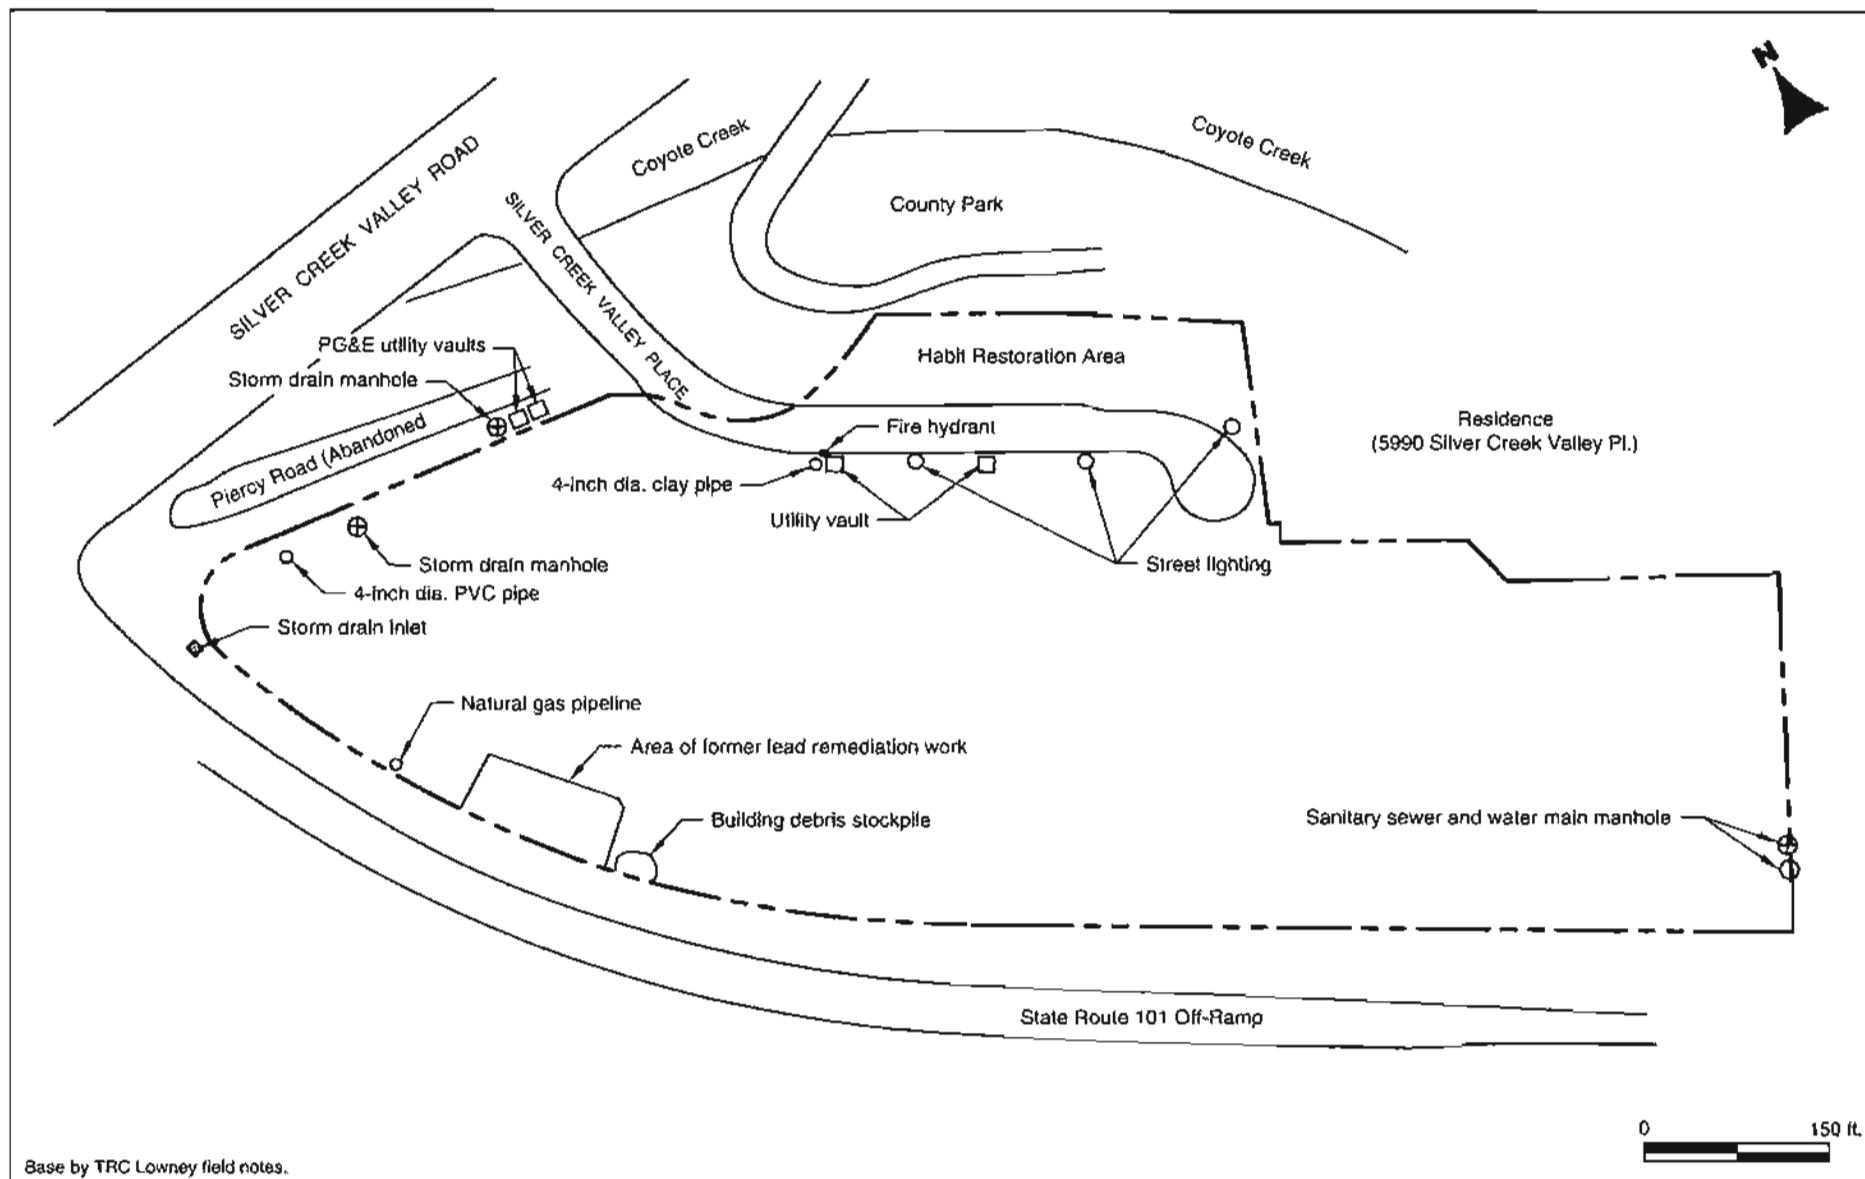 N
Coyote Creek
Coyote Creek
SILVER CREEK VALLEY ROAD
SILVER CREEK VALLEY PLACE
County Park
PG&E utility vaults
Storm drain manhole
Habit Restoration Area
Residence
(5990 Silver Creek Valley Pl.)
Piercy Road (Abandoned
Fire hydrant
4-inch dia. clay pipe
Utility vault
Street lighting
Storm drain manhole
4-inch dia. PVC pipe
Storm drain inlet
Natural gas pipeline
Area of former lead remediation work
Building debris stockpile
Sanitary sewer and water main manhole
State Route 101 Off-Ramp
0 150 ft.
Base by TRC Lowney field notes.